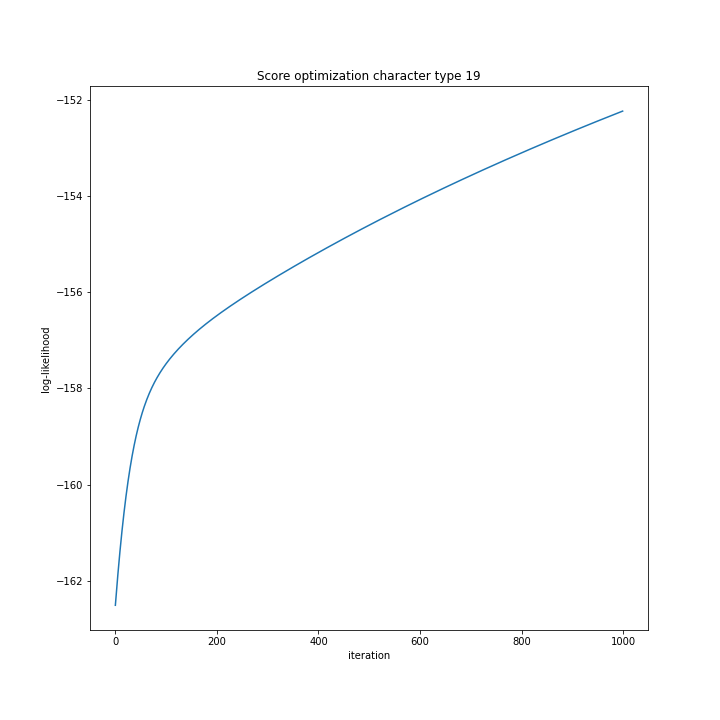 Score optimization character type 19
−152
−154
−156
−158
−160
−162
log-likelihood
0 200 400 600 800 1000
iteration